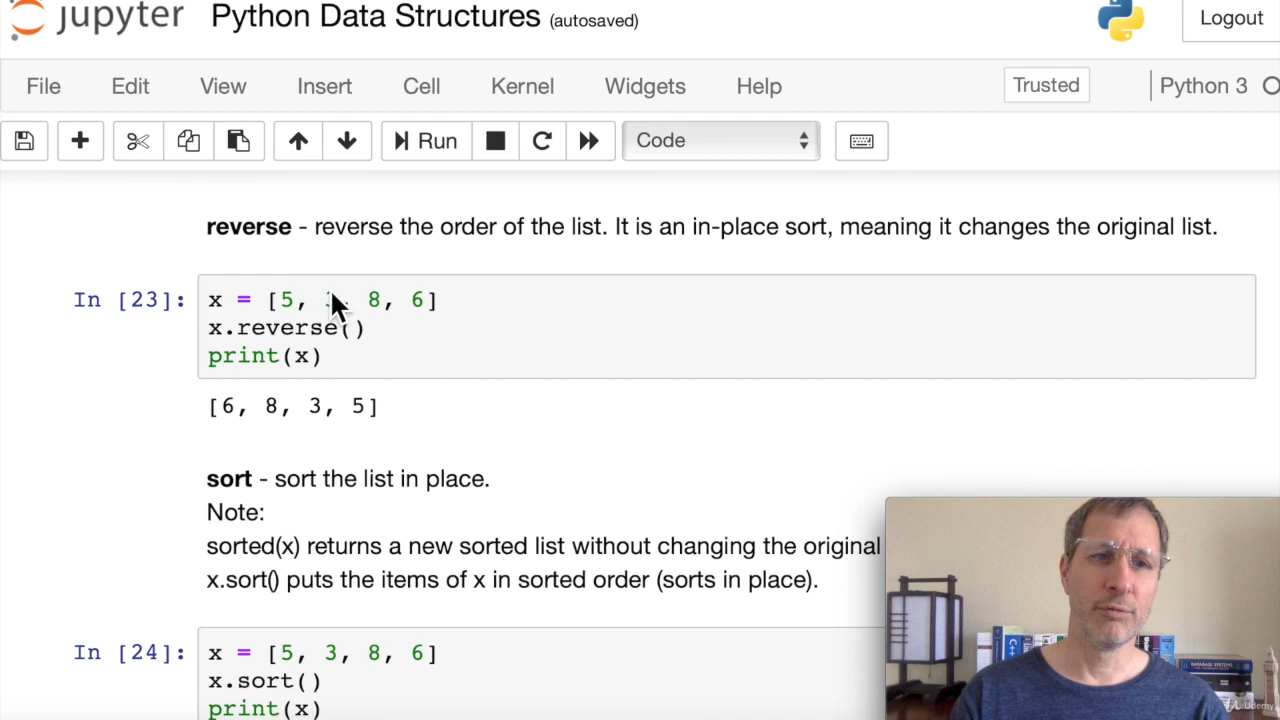 jupyter Python Data Structures (autosaved) Logout
File Edit View Insert Cell Kernel Widgets Help Trusted Python 3
Run Code
reverse - reverse the order of the list. It is an in-place sort, meaning it changes the original list.
In [23]: x = [5, 8, 6]
x.reverse()
print(x)
[6, 8, 3, 5]
sort - sort the list in place.
Note:
sorted(x) returns a new sorted list without changing the original
x.sort() puts the items of x in sorted order (sorts in place).
In [24]: x = [5, 3, 8, 6]
x.sort()
print(x)
C++
DATABASE SYSTEMS
Udemy